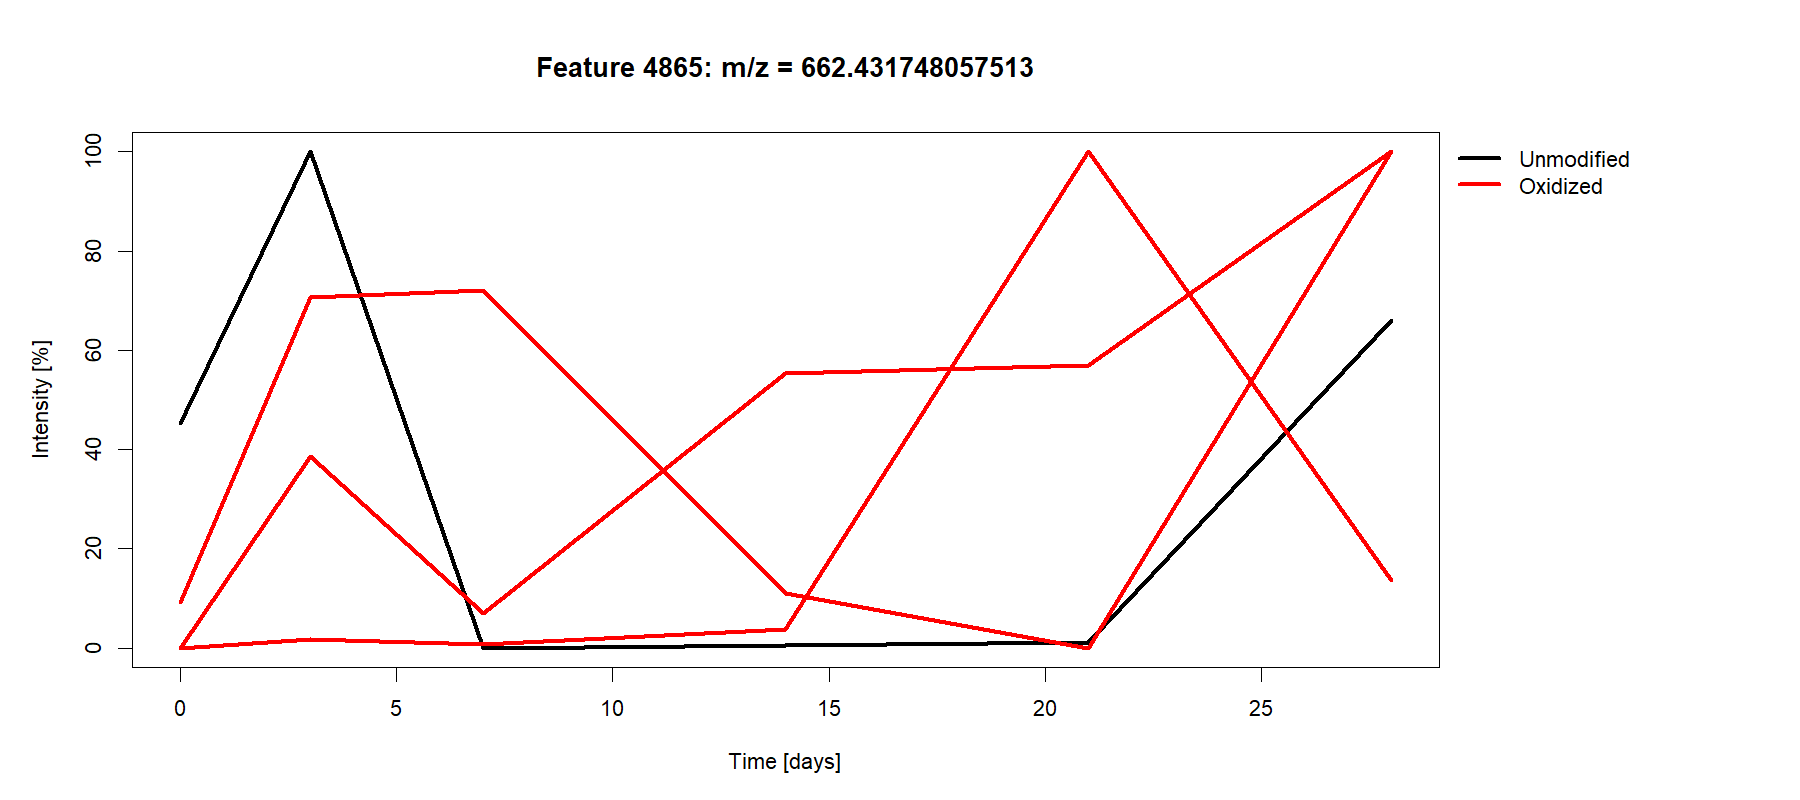 Feature 4865: m/z = 662.431748057513
100
80
60
40
20
0
Intensity [%]
0 5 10 15 20 25
Time [days]
Unmodified
Oxidized